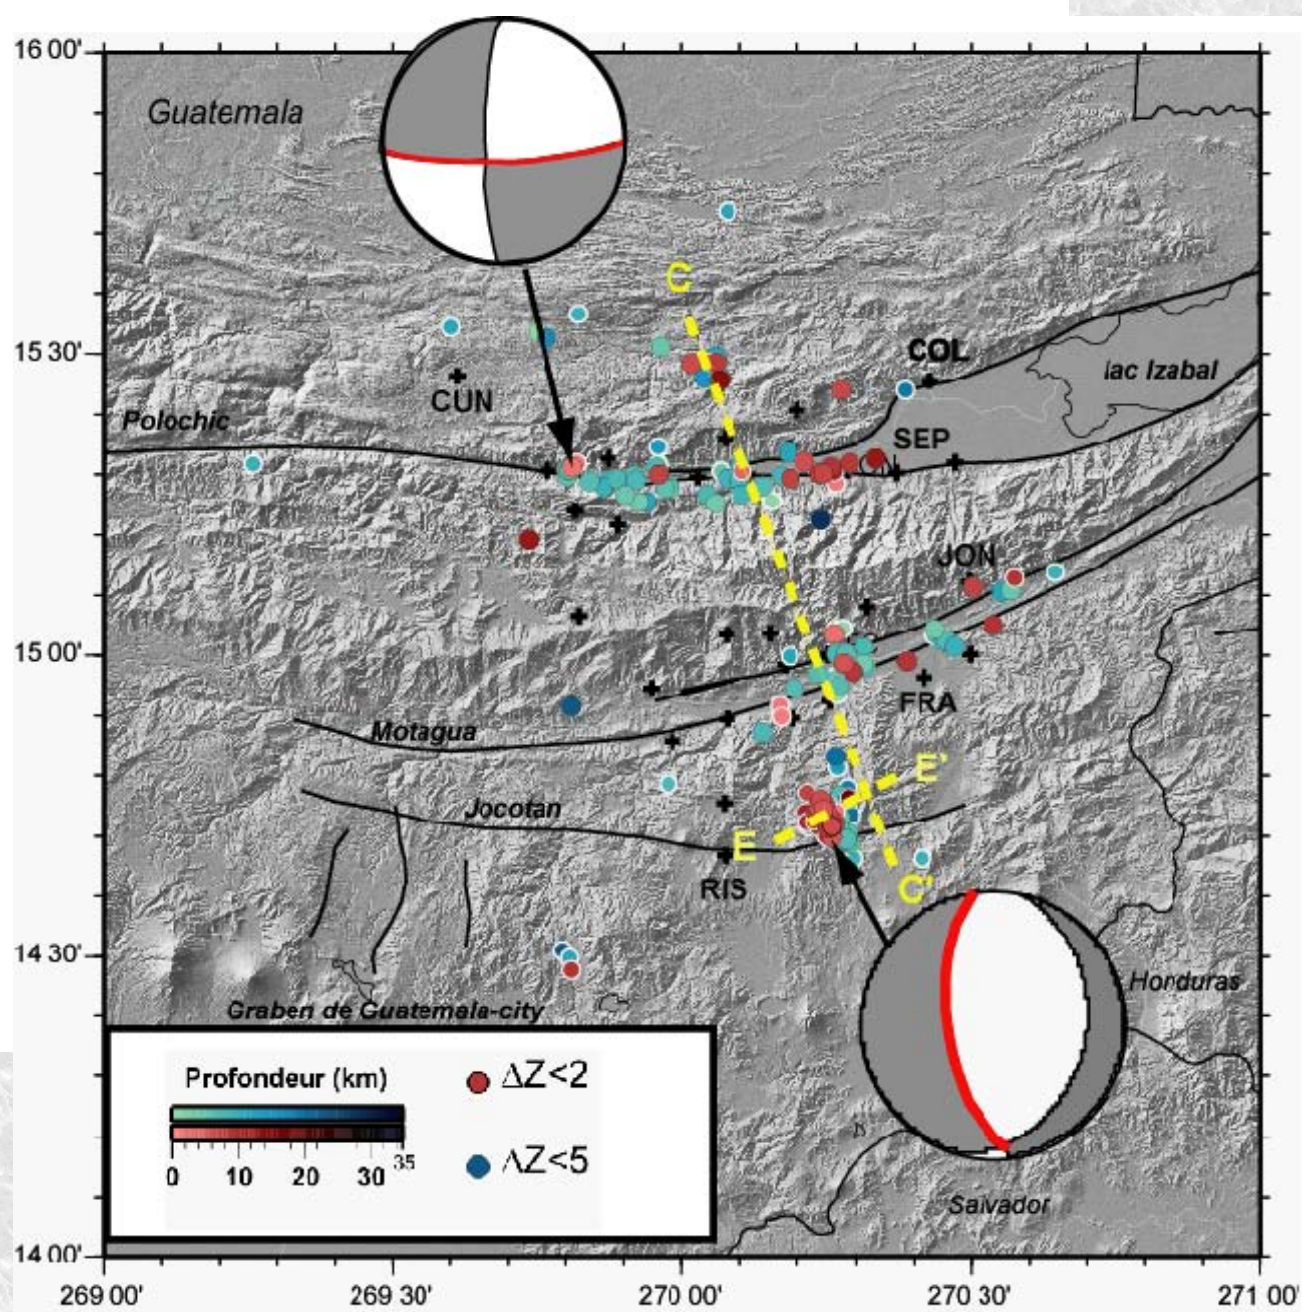 16 00'
Guatemala
C
15 30'
COL
lac Izabal
CUN
Polochic
SEP
JON
15 00'
FRA
Motagua
E'
Jocotan
E
RIS
C'
14 30'
Honduras
Graben de Guatemala-city
Profondeur (km)
ΔZ<2
ΔZ<5
0 10 20 30 35
Salvador
14 00'
269 00' 269 30' 270 00' 270 30' 271 00'